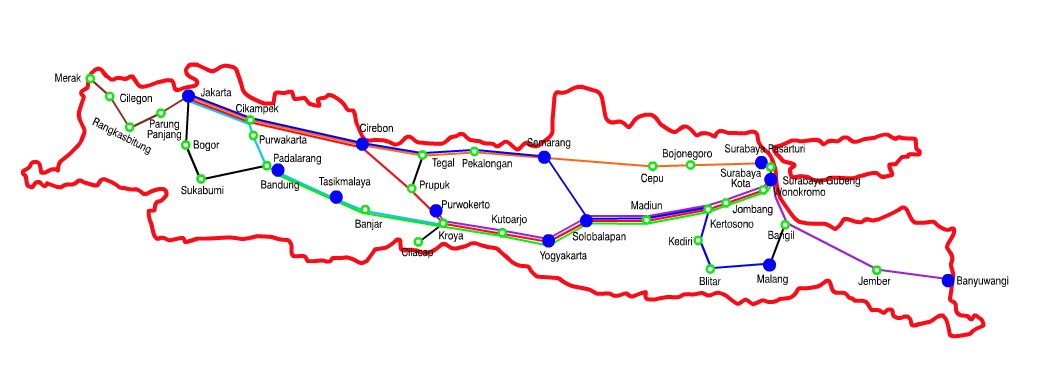 Merak
Cilegon
Rangkasbitung
Parung
Panjang
Jakarta
Cikampek
Bogor
Purwakarta
Sukabumi
Padalarang
Bandung
Cirebon
Tasikmalaya
Banjar
Tegal
Pekalongan
Prupuk
Purwokerto
Kroya
Cilacap
Kutoarjo
Yogyakarta
Semarang
Solobalapan
Cepu
Bojonegoro
Surabaya Pasarturi
Surabaya
Kota
Surabaya Gubeng
Wonokromo
Madiun
Jombang
Kertosono
Kediri
Blitar
Malang
Bangil
Jember
Banyuwangi